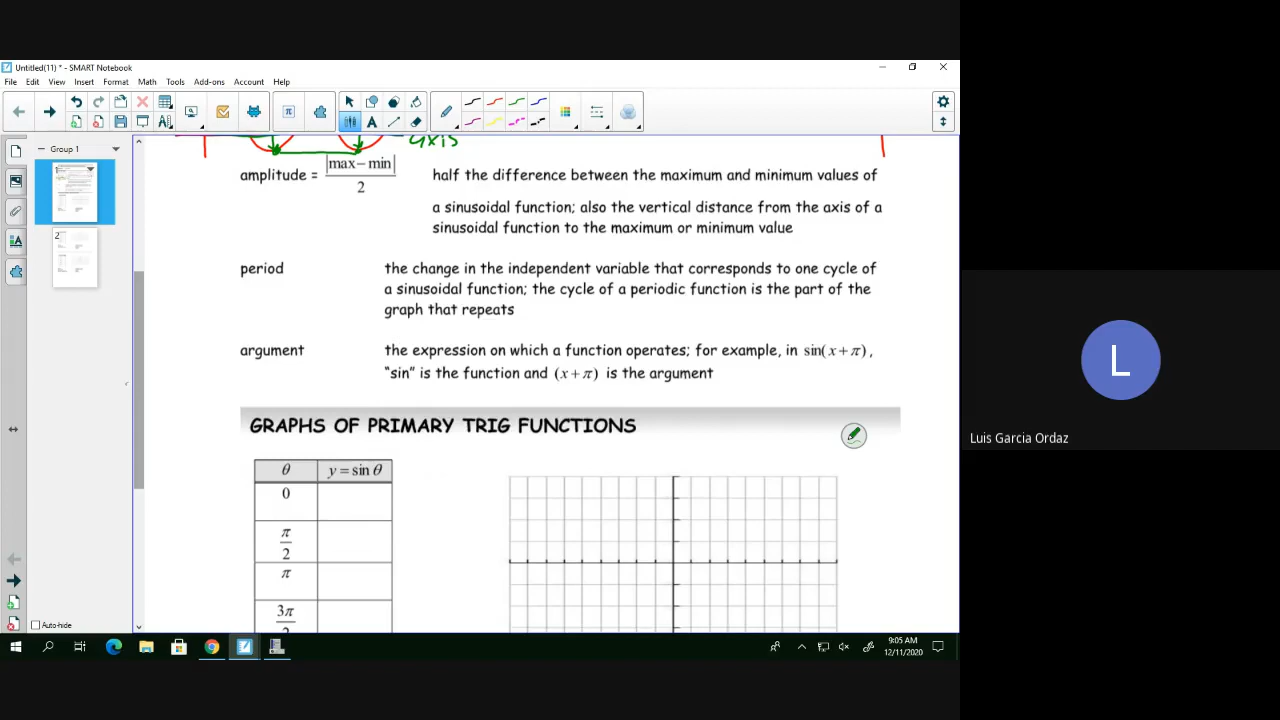 Untitled(11) * - SMART Notebook
File Edit View Insert Format Math Tools Add-ons Account Help
Group 1
axis
amplitude = |max − min| / 2
half the difference between the maximum and minimum values of
a sinusoidal function; also the vertical distance from the axis of a
sinusoidal function to the maximum or minimum value
period
the change in the independent variable that corresponds to one cycle of
a sinusoidal function; the cycle of a periodic function is the part of the
graph that repeats
argument
the expression on which a function operates; for example, in sin(x + π),
“sin” is the function and (x + π) is the argument
GRAPHS OF PRIMARY TRIG FUNCTIONS
θ y = sin θ
0
π/2
π
3π/2
2
Auto-hide
L
Luis Garcia Ordaz
9:05 AM
12/11/2020